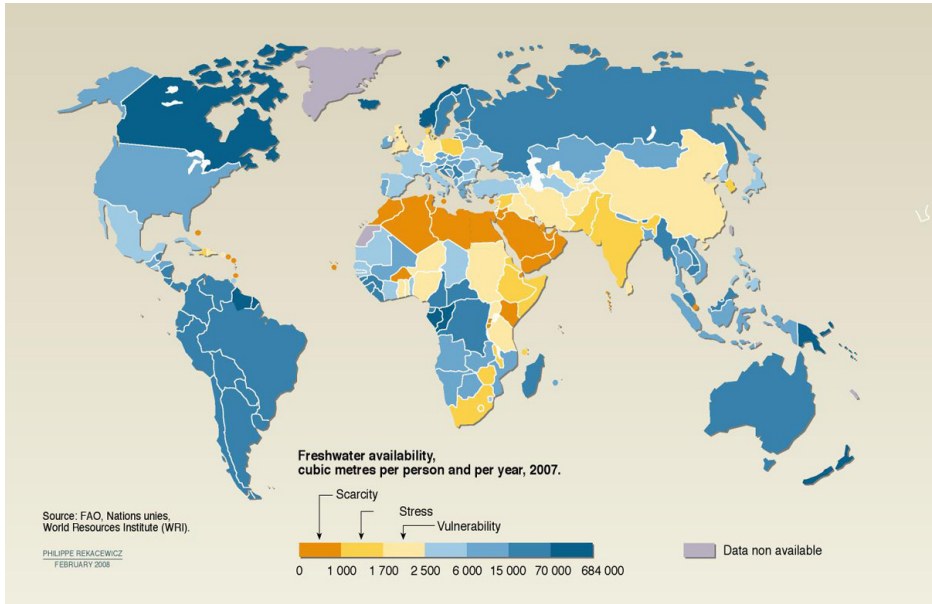 Freshwater availability,
cubic metres per person and per year, 2007.
Scarcity
Stress
Vulnerability
0 1 000 1 700 2 500 6 000 15 000 70 000 684 000
Data non available
Source: FAO, Nations unies,
World Resources Institute (WRI).
PHILIPPE REKACEWICZ
FEBRUARY 2008